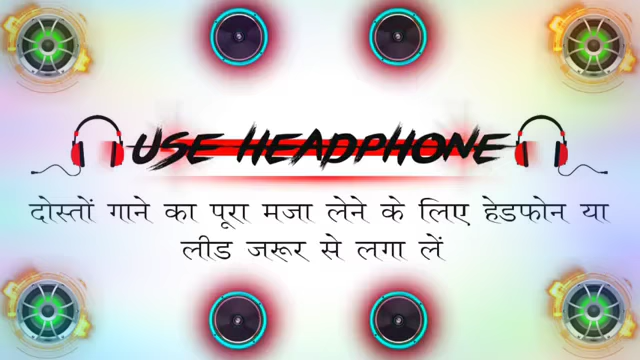 USE HEADPHONE
दोस्तों गाने का पूरा मजा लेने के लिए हेडफोन या
लीड जरूर से लगा लें